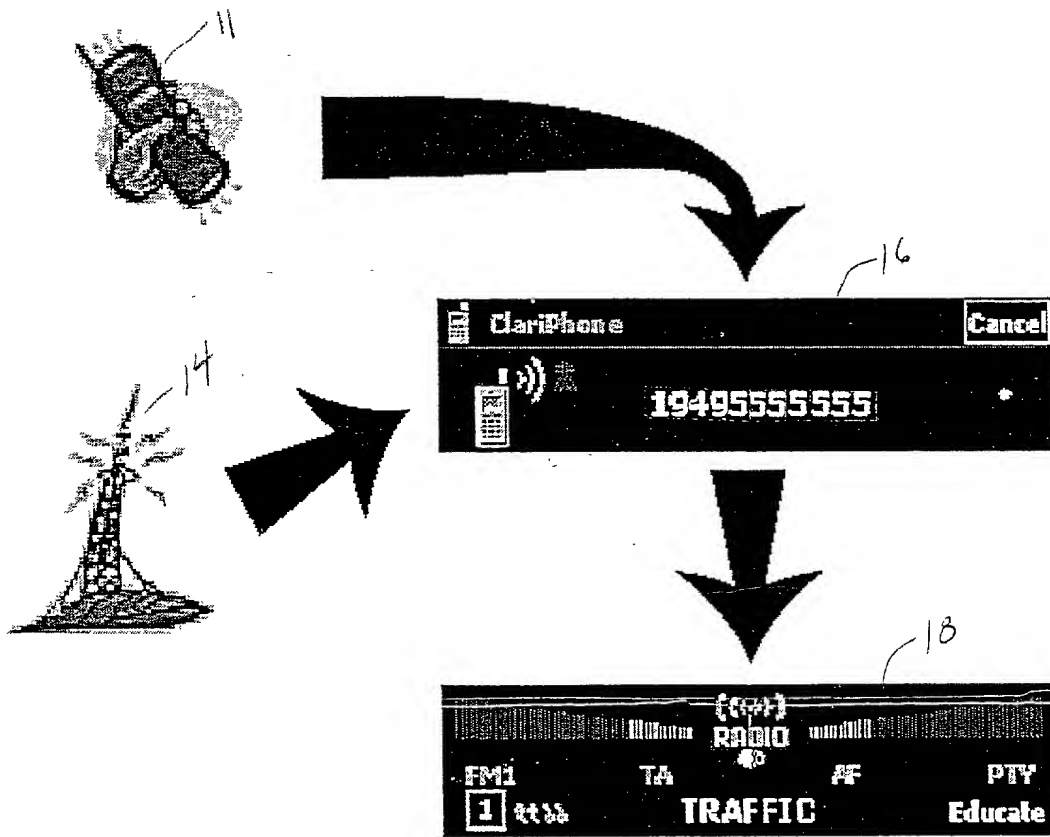 11
16
ClariPhone Cancel
14
19495555555
18
RADIO
FM1 TA AF PTY
1 TRAFFIC Educate